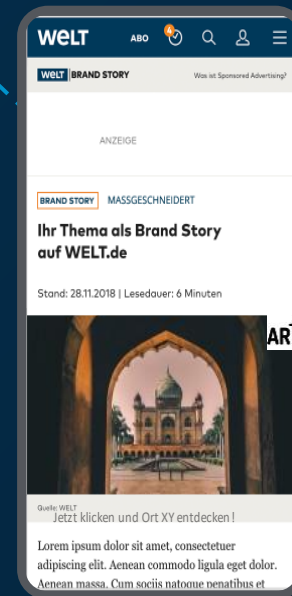 WELT ABO 4
WELT BRAND STORY Was ist Sponsored Advertising?
ANZEIGE
BRAND STORY MASSGESCHNEIDERT
Ihr Thema als Brand Story
auf WELT.de
Stand: 28.11.2018 | Lesedauer: 6 Minuten
AR
Quelle: WELT
Jetzt klicken und Ort XY entdecken !
Lorem ipsum dolor sit amet, consectetuer
adipiscing elit. Aenean commodo ligula eget dolor.
Aenean massa. Cum sociis natoque penatibus et